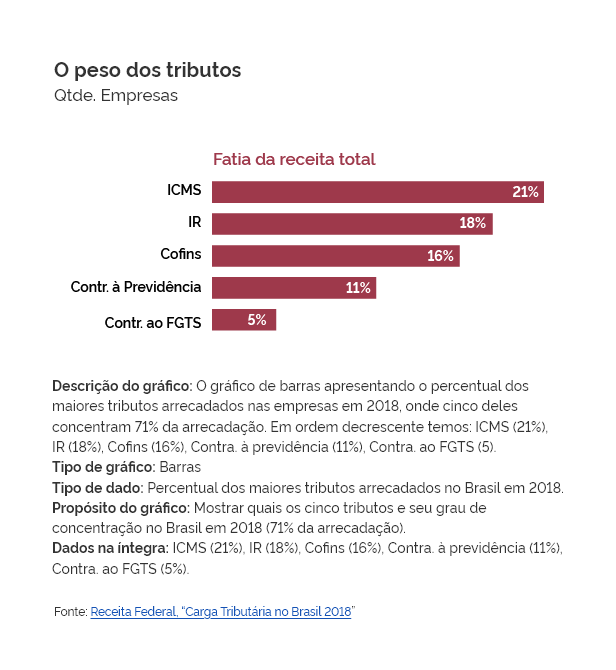 O peso dos tributos
Qtde. Empresas
Fatia da receita total
ICMS 21%
IR 18%
Cofins 16%
Contr. à Previdência 11%
Contr. ao FGTS 5%
Descrição do gráfico: O gráfico de barras apresentando o percentual dos
maiores tributos arrecadados nas empresas em 2018, onde cinco deles
concentram 71% da arrecadação. Em ordem decrescente temos: ICMS (21%),
IR (18%), Cofins (16%), Contra. à previdência (11%), Contra. ao FGTS (5).
Tipo de gráfico: Barras
Tipo de dado: Percentual dos maiores tributos arrecadados no Brasil em 2018.
Propósito do gráfico: Mostrar quais os cinco tributos e seu grau de
concentração no Brasil em 2018 (71% da arrecadação).
Dados na íntegra: ICMS (21%), IR (18%), Cofins (16%), Contra. à previdência (11%),
Contra. ao FGTS (5%).
Fonte: Receita Federal, “Carga Tributária no Brasil 2018”